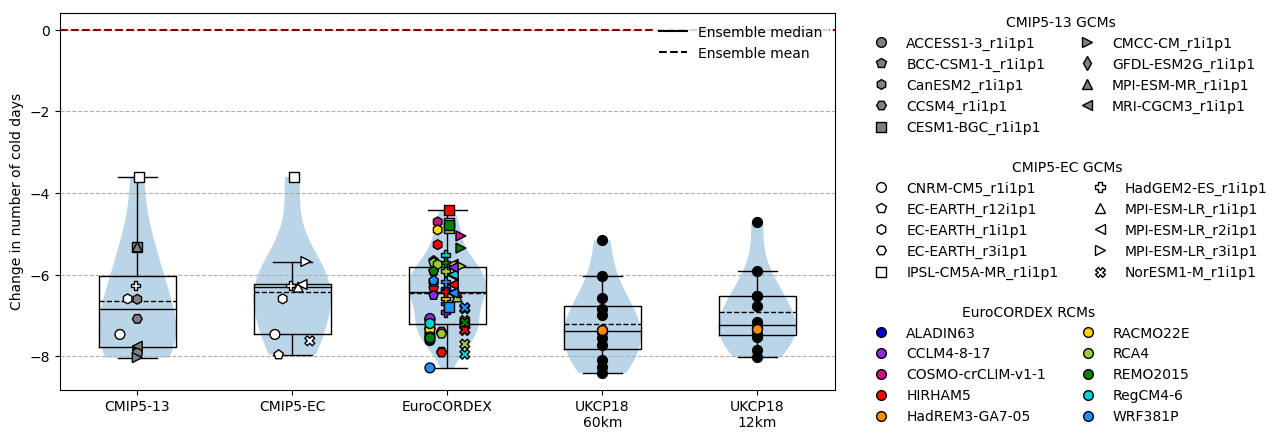 Change in number of cold days
0
−2
−4
−6
−8
Ensemble median
Ensemble mean
CMIP5-13
CMIP5-EC
EuroCORDEX
UKCP18
60km
UKCP18
12km
CMIP5-13 GCMs
ACCESS1-3_r1i1p1
BCC-CSM1-1_r1i1p1
CanESM2_r1i1p1
CCSM4_r1i1p1
CESM1-BGC_r1i1p1
CMCC-CM_r1i1p1
GFDL-ESM2G_r1i1p1
MPI-ESM-MR_r1i1p1
MRI-CGCM3_r1i1p1
CMIP5-EC GCMs
CNRM-CM5_r1i1p1
EC-EARTH_r12i1p1
EC-EARTH_r1i1p1
EC-EARTH_r3i1p1
IPSL-CM5A-MR_r1i1p1
HadGEM2-ES_r1i1p1
MPI-ESM-LR_r1i1p1
MPI-ESM-LR_r2i1p1
MPI-ESM-LR_r3i1p1
NorESM1-M_r1i1p1
EuroCORDEX RCMs
ALADIN63
CCLM4-8-17
COSMO-crCLIM-v1-1
HIRHAM5
HadREM3-GA7-05
RACMO22E
RCA4
REMO2015
RegCM4-6
WRF381P